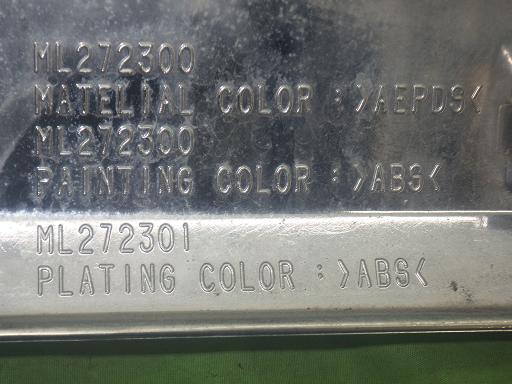 ML272300
MATELIAL COLOR : >AEPDS<
ML272300
PAINTING COLOR : >ABS<
ML272301
PLATING COLOR : >ABS<